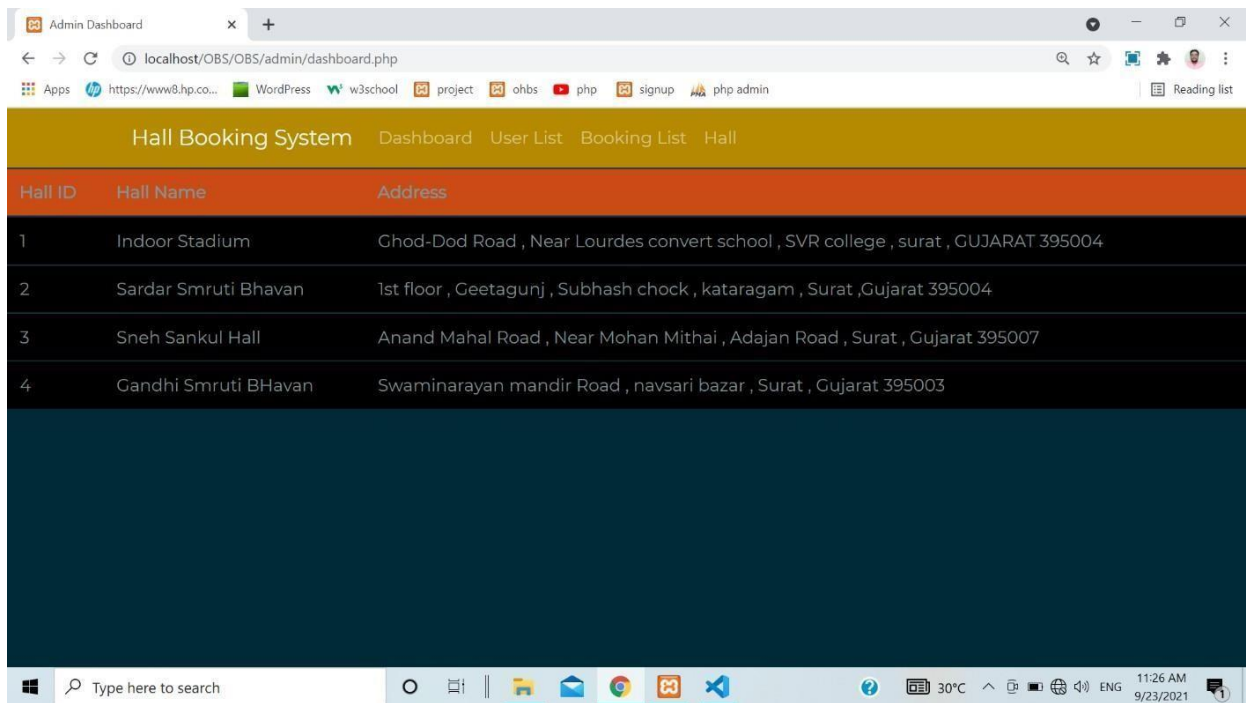 Admin Dashboard
localhost/OBS/OBS/admin/dashboard.php
Apps https://www8.hp.co... WordPress w3school project ohbs php signup php admin Reading list
Hall Booking System Dashboard User List Booking List Hall
Hall ID Hall Name Address
1 Indoor Stadium Ghod-Dod Road , Near Lourdes convert school , SVR college , surat , GUJARAT 395004
2 Sardar Smruti Bhavan 1st floor , Geetagunj , Subhash chock , kataragam , Surat ,Gujarat 395004
3 Sneh Sankul Hall Anand Mahal Road , Near Mohan Mithai , Adajan Road , Surat , Gujarat 395007
4 Gandhi Smruti BHavan Swaminarayan mandir Road , navsari bazar , Surat , Gujarat 395003
Type here to search 30°C ENG 11:26 AM
9/23/2021 1